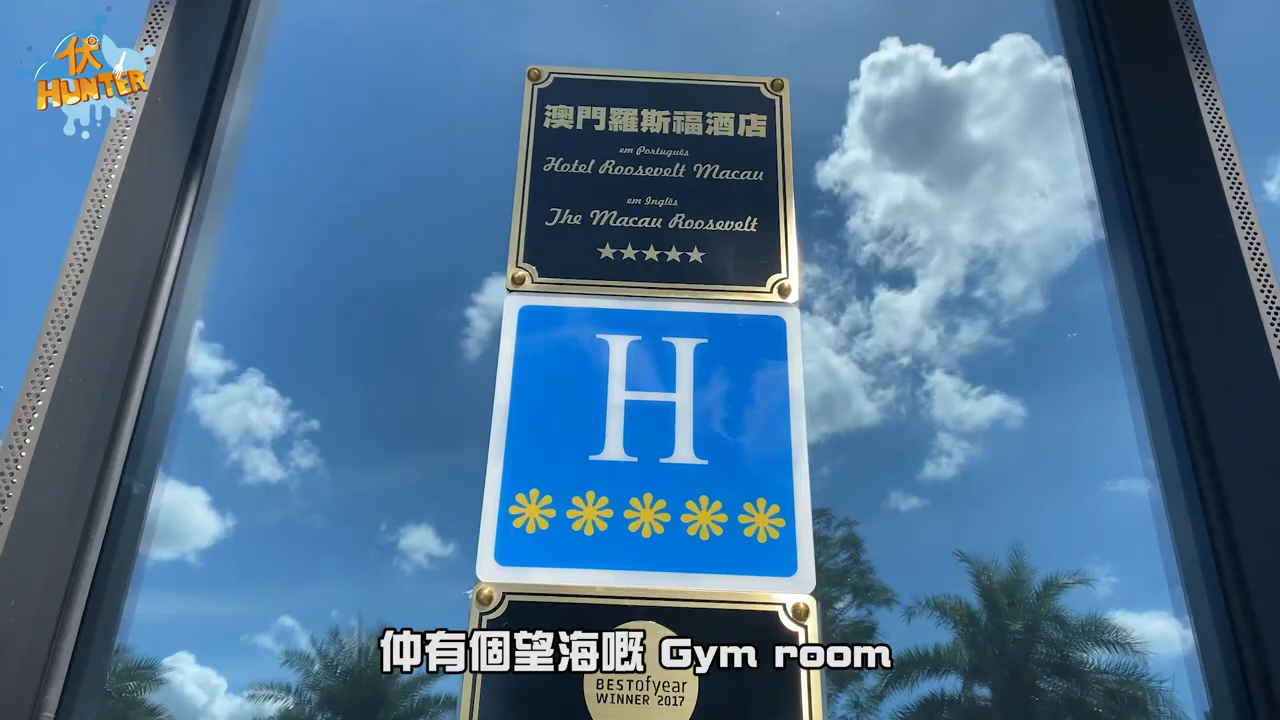 伏
HUNTER
澳門羅斯福酒店
em Português
Hotel Roosevelt Macau
em Inglês
The Macau Roosevelt
H
仲有個望海嘅 Gym room
BESTofyear
WINNER 2017